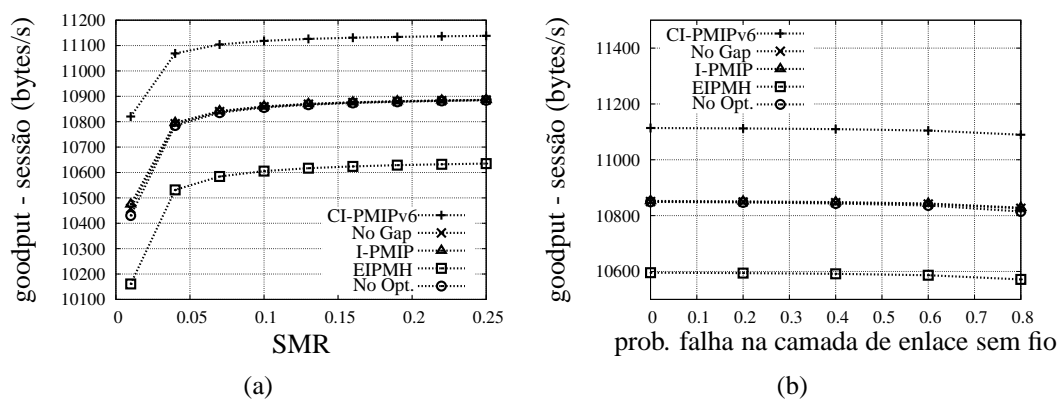 goodput - sessão (bytes/s)
11200
11100
11000
10900
10800
10700
10600
10500
10400
10300
10200
10100
0
0.05
0.1
0.15
0.2
0.25
CI-PMIPv6
No Gap
I-PMIP
EIPMH
No Opt.
SMR
(a)
goodput - sessão (bytes/s)
11400
11200
11000
10800
10600
0
0.1
0.2
0.3
0.4
0.5
0.6
0.7
0.8
CI-PMIPv6
No Gap
I-PMIP
EIPMH
No Opt.
prob. falha na camada de enlace sem fio
(b)